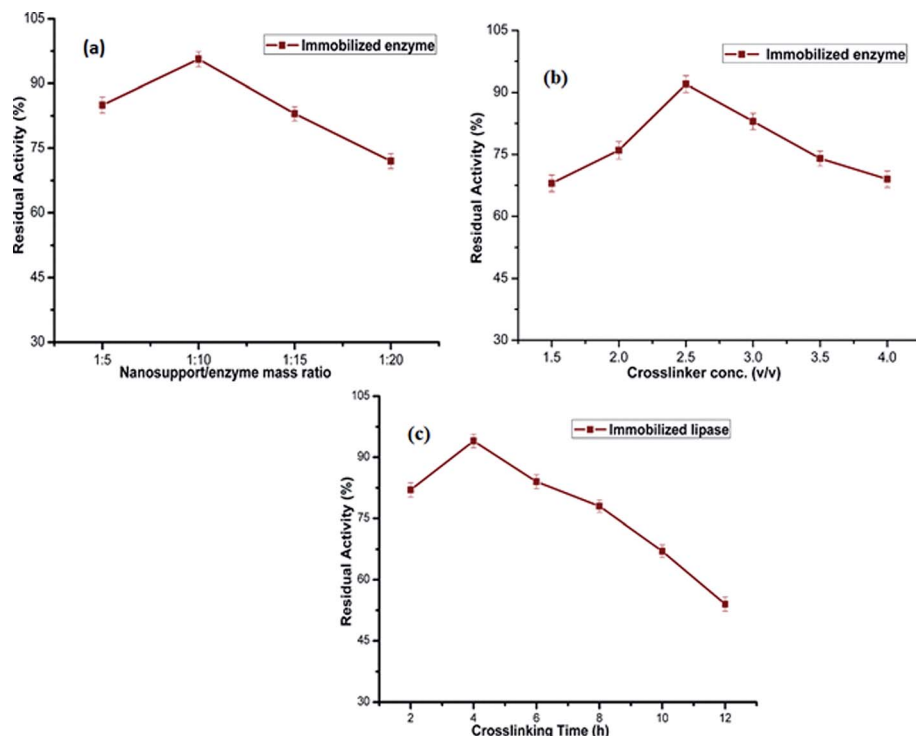 105
90
75
60
45
30
Residual Activity (%)
(a)
Immobilized enzyme
1:5 1:10 1:15 1:20
Nanosupport/enzyme mass ratio
105
90
75
60
45
30
Residual Activity (%)
(b)
Immobilized enzyme
1.5 2.0 2.5 3.0 3.5 4.0
Crosslinker conc. (v/v)
105
90
75
60
45
30
Residual Activity (%)
(c)
Immobilized lipase
2 4 6 8 10 12
Crosslinking Time (h)